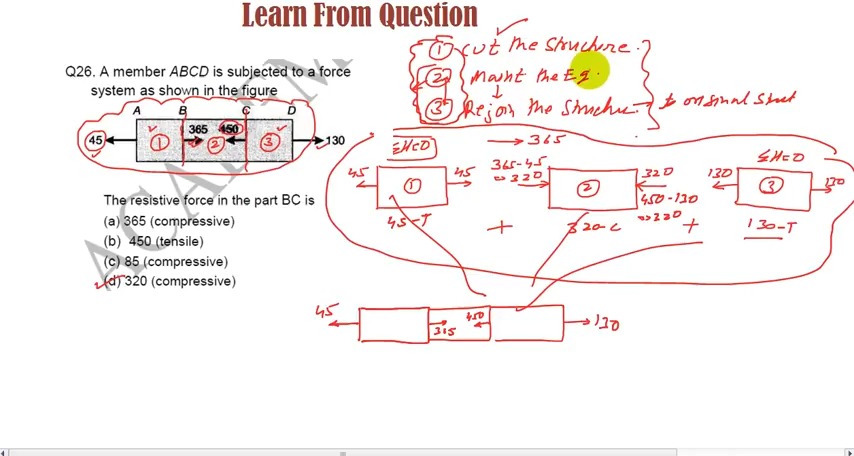 Learn From Question
① Cut the structure.
② Maint the Eq.
③ Rejoin the Structure → original Struct
Q26. A member ABCD is subjected to a force
system as shown in the figure
A B C D
45 365 450 130
① ② ③
The resistive force in the part BC is
(a) 365 (compressive)
(b) 450 (tensile)
(c) 85 (compressive)
(d) 320 (compressive)
ΣH=0 → 365
45 ① 45
45-T
+
365-45
320
② 320
450-130
320
320-C
+
ΣH=0
130 ③ 130
130-T
45 315 450 130
ACADEM